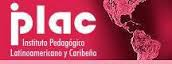 iplac
Instituto Pedagógico
Latinoamericano y Caribeño